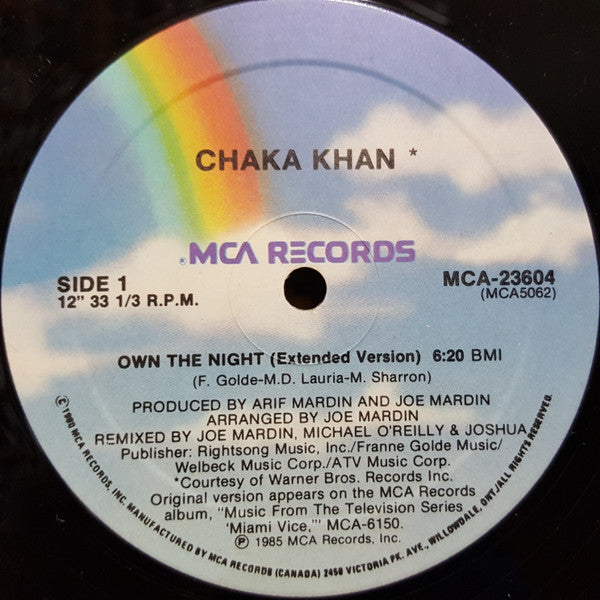 CHAKA KHAN *
®MCA RECORDS
SIDE 1
12” 33 1/3 R.P.M.
MCA-23604
(MCA5062)
OWN THE NIGHT (Extended Version) 6:20 BMI
(F. Golde-M.D. Lauria-M. Sharron)
PRODUCED BY ARIF MARDIN AND JOE MARDIN
ARRANGED BY JOE MARDIN
REMIXED BY JOE MARDIN, MICHAEL O'REILLY & JOSHUA
Publisher: Rightsong Music, Inc./Franne Golde Music/
Welbeck Music Corp./ATV Music Corp.
*Courtesy of Warner Bros. Records Inc.
Original version appears on the MCA Records
album, “Music From The Television Series
'Miami Vice,'” MCA-6150.
℗ 1985 MCA Records, Inc.
© 1980 MCA RECORDS, INC. MANUFACTURED BY MCA RECORDS (CANADA) 2450 VICTORIA PK. AVE., WILLOWDALE, ONT./ALL RIGHTS RESERVED.